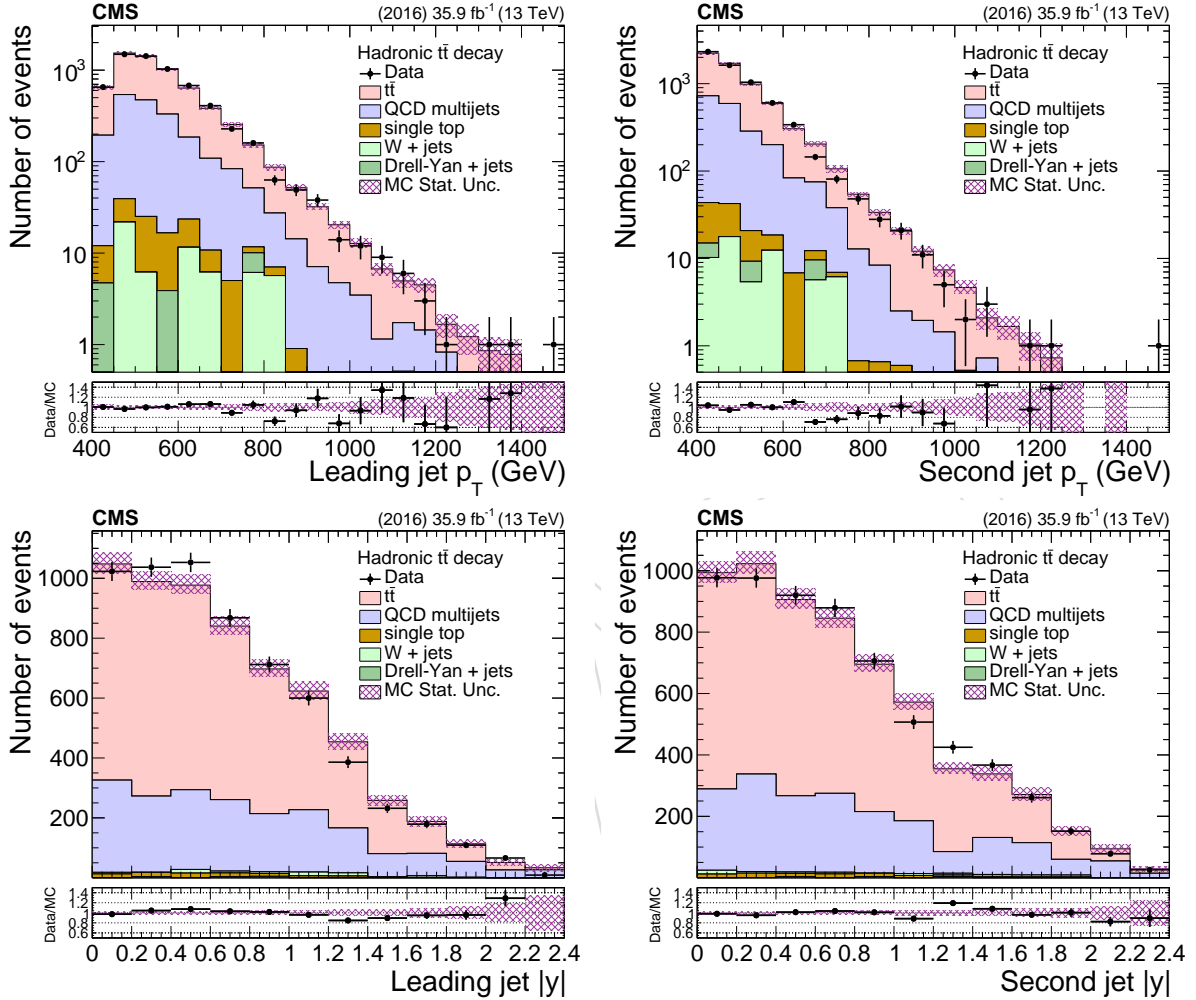 CMS (2016) 35.9 fb⁻¹ (13 TeV)
Number of events
10³
10²
10
1
Hadronic tt̄ decay
Data
tt̄
QCD multijets
single top
W + jets
Drell-Yan + jets
MC Stat. Unc.
Data/MC
1.4
1.2
1
0.8
0.6
400 600 800 1000 1200 1400
Leading jet p_T (GeV)
CMS (2016) 35.9 fb⁻¹ (13 TeV)
Number of events
10³
10²
10
1
Hadronic tt̄ decay
Data
tt̄
QCD multijets
single top
W + jets
Drell-Yan + jets
MC Stat. Unc.
Data/MC
1.4
1.2
1
0.8
0.6
400 600 800 1000 1200 1400
Second jet p_T (GeV)
CMS (2016) 35.9 fb⁻¹ (13 TeV)
Number of events
1000
800
600
400
200
Hadronic tt̄ decay
Data
tt̄
QCD multijets
single top
W + jets
Drell-Yan + jets
MC Stat. Unc.
Data/MC
1.4
1.2
1
0.8
0.6
0 0.2 0.4 0.6 0.8 1 1.2 1.4 1.6 1.8 2 2.2 2.4
Leading jet |y|
CMS (2016) 35.9 fb⁻¹ (13 TeV)
Number of events
1000
800
600
400
200
Hadronic tt̄ decay
Data
tt̄
QCD multijets
single top
W + jets
Drell-Yan + jets
MC Stat. Unc.
Data/MC
1.4
1.2
1
0.8
0.6
0 0.2 0.4 0.6 0.8 1 1.2 1.4 1.6 1.8 2 2.2 2.4
Second jet |y|